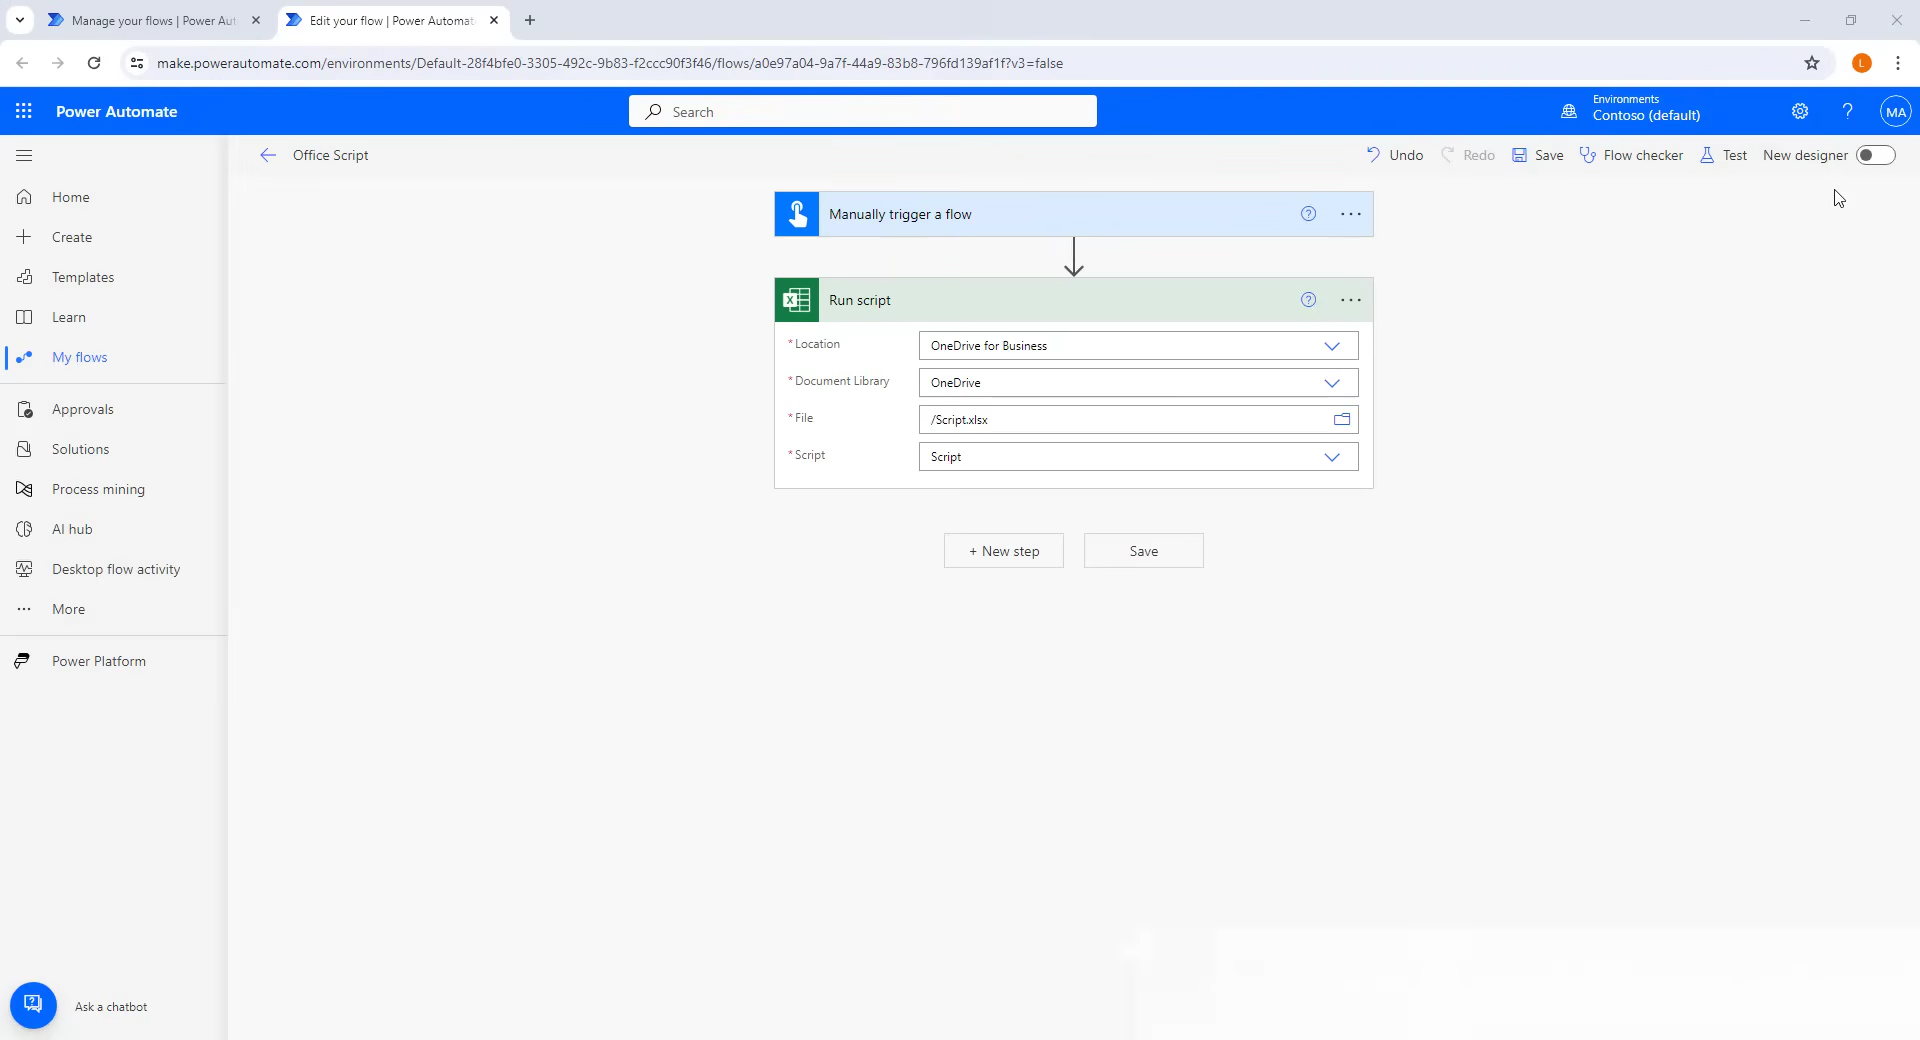 Manage your flows | Power Aut
Edit your flow | Power Automat
make.powerautomate.com/environments/Default-28f4bfe0-3305-492c-9b83-f2ccc90f3f46/flows/a0e97a04-9a7f-44a9-83b8-796fd139af1f?v3=false
L
Power Automate
Search
Environments
Contoso (default)
?
MA
Office Script
Undo
Redo
Save
Flow checker
Test
New designer
Home
Create
Templates
Learn
My flows
Approvals
Solutions
Process mining
AI hub
Desktop flow activity
More
Power Platform
Ask a chatbot
Manually trigger a flow
?
Run script
?
* Location
OneDrive for Business
* Document Library
OneDrive
* File
/Script.xlsx
* Script
Script
+ New step
Save